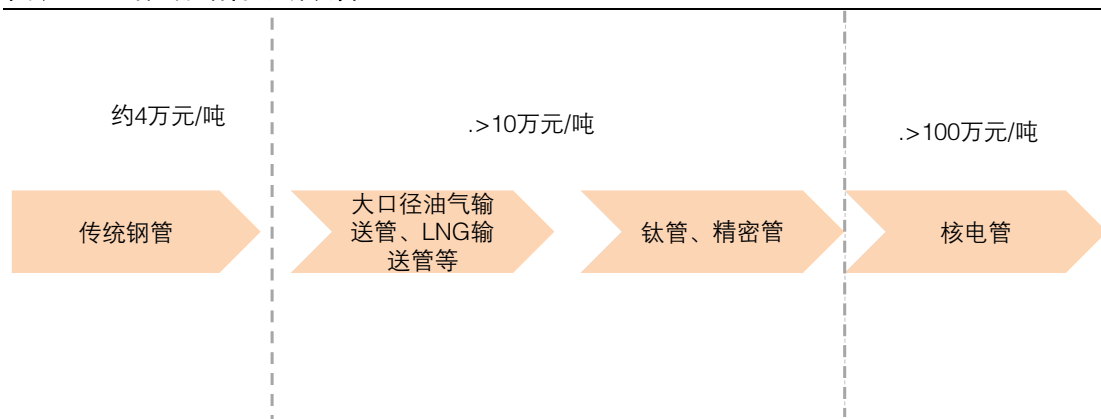 约4万元/吨
.>10万元/吨
.>100万元/吨
传统钢管
大口径油气输
送管、LNG输
送管等
钛管、精密管
核电管